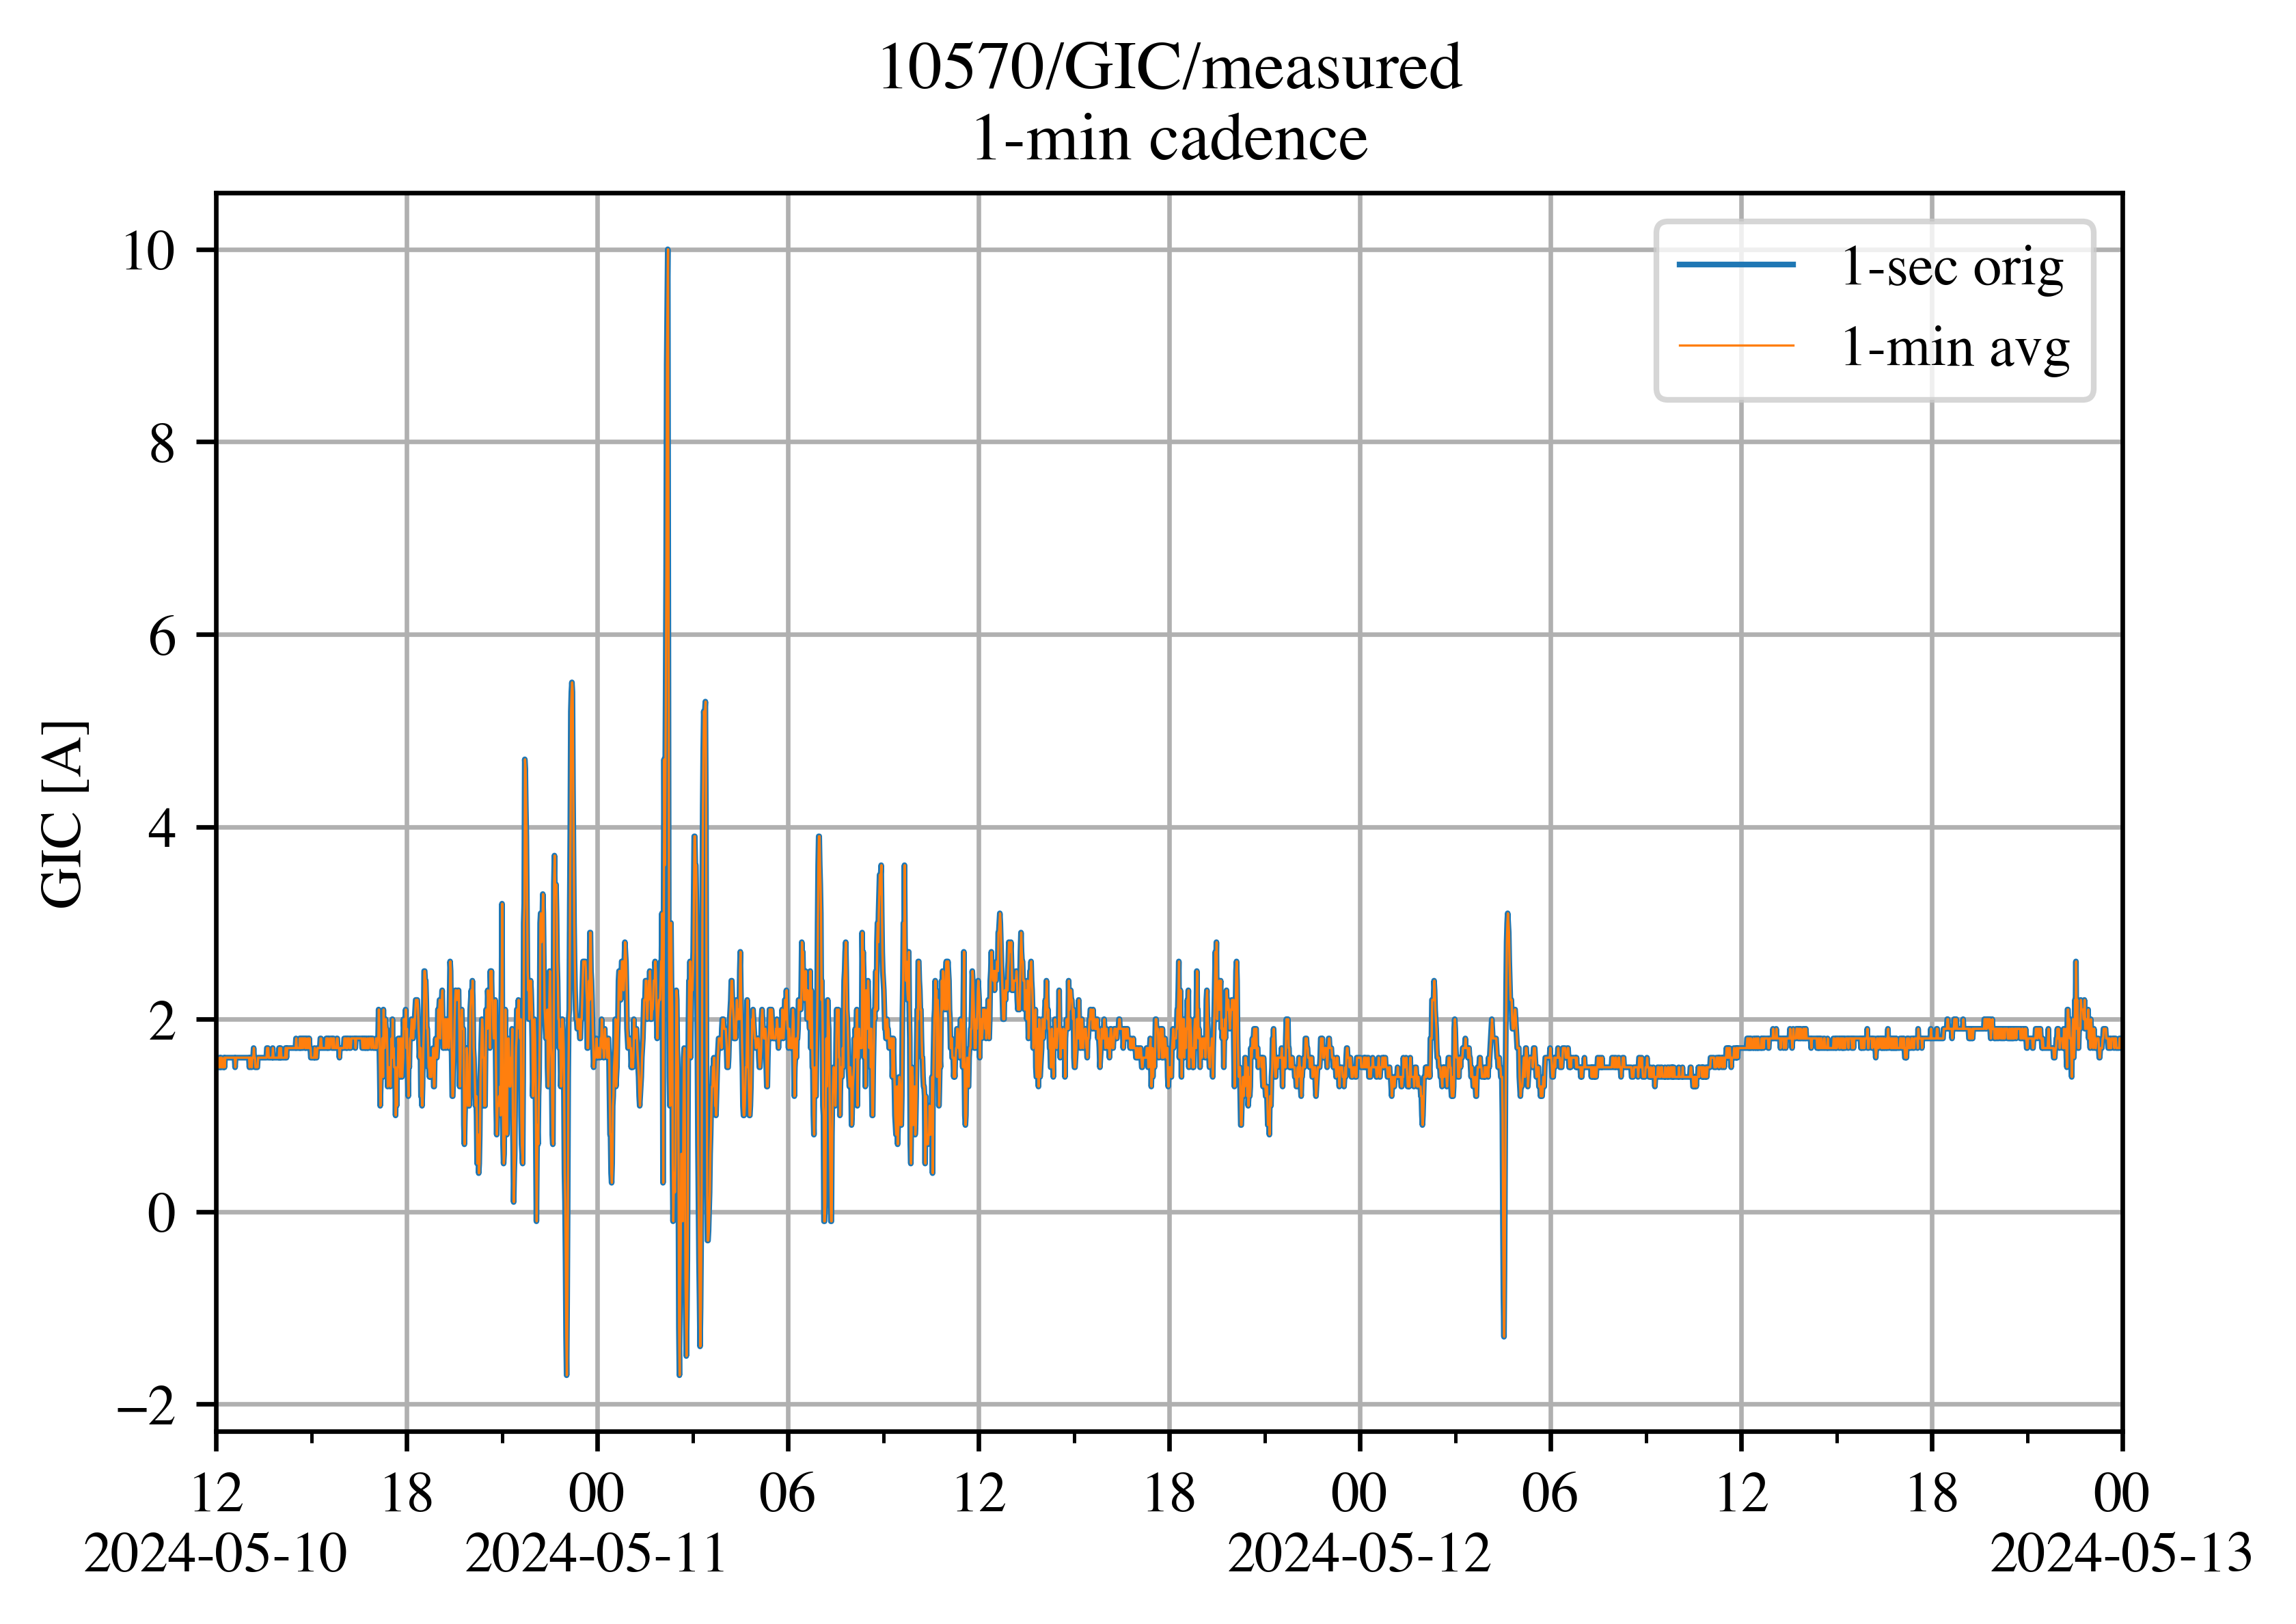 10570/GIC/measured
1-min cadence
10
8
6
4
2
0
−2
GIC [A]
1-sec orig
1-min avg
12 18 00 06 12 18 00 06 12 18 00
2024-05-10 2024-05-11 2024-05-12 2024-05-13